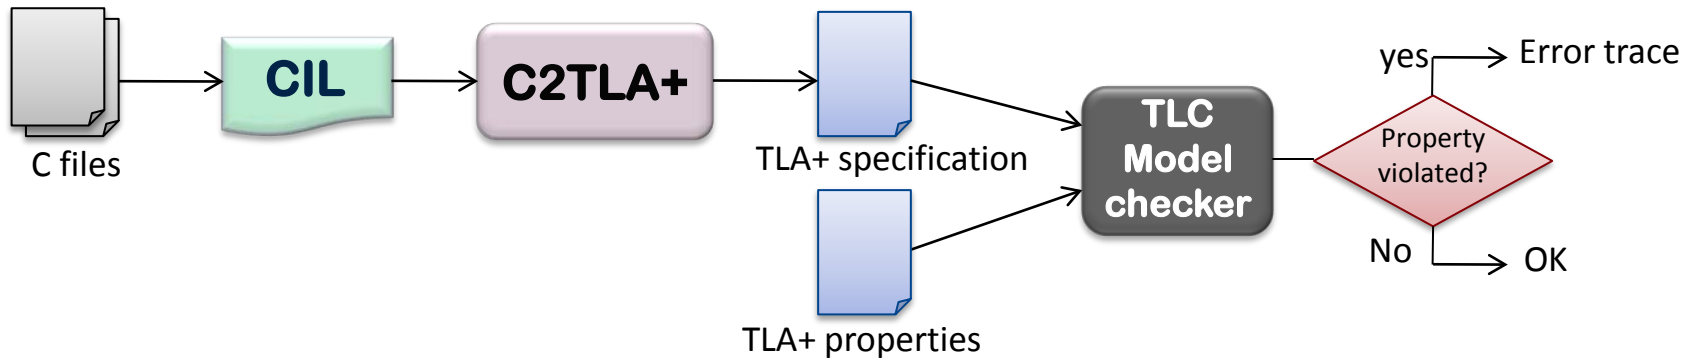 C files
CIL
C2TLA+
TLA+ specification
TLA+ properties
TLC
Model
checker
Property
violated?
yes
Error trace
No
OK